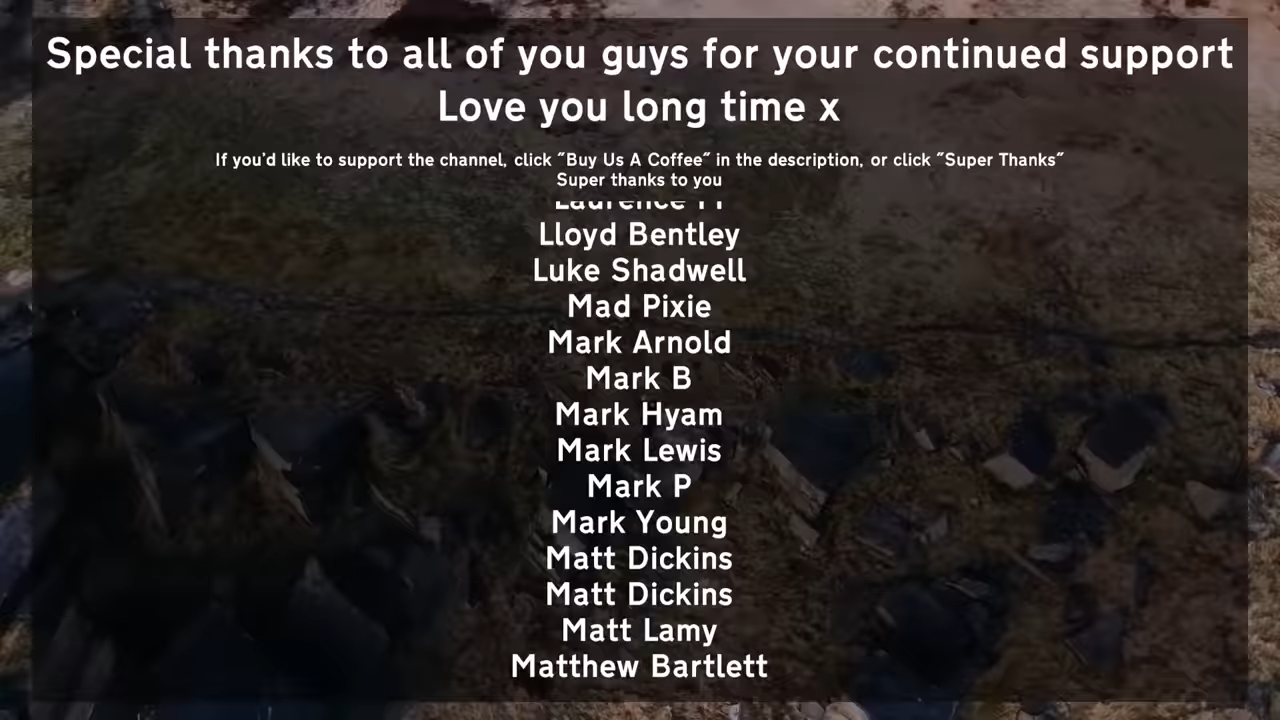 Special thanks to all of you guys for your continued support
Love you long time x
If you'd like to support the channel, click "Buy Us A Coffee" in the description, or click "Super Thanks"
Super thanks to you
Laurence
Lloyd Bentley
Luke Shadwell
Mad Pixie
Mark Arnold
Mark B
Mark Hyam
Mark Lewis
Mark P
Mark Young
Matt Dickins
Matt Dickins
Matt Lamy
Matthew Bartlett